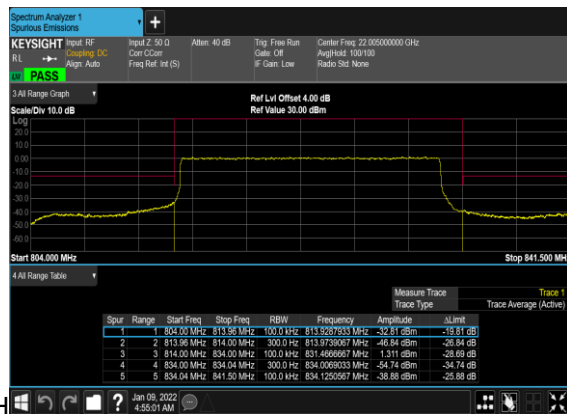 Spectrum Analyzer 1
Spurious Emissions
KEYSIGHT Input: RF Input Z: 50 Ω Atten: 40 dB Trig: Free Run Center Freq: 22.005000000 GHz
RL Coupling: DC Corr CCorr Gate: Off Avg|Hold: 100/100
Align: Auto Freq Ref: Int (S) IF Gain: Low Radio Std: None
PASS
3 All Range Graph
Ref Lvl Offset 4.00 dB
Scale/Div 10.0 dB Ref Value 30.00 dBm
Log
20.0
10.0
0.0
-10.0
-20.0
-30.0
-40.0
-50.0
-60.0
Start 804.000 MHz Stop 841.500 MH
4 All Range Table
Measure Trace Trace 1
Trace Type Trace Average (Active)
Spur Range Start Freq Stop Freq RBW Frequency Amplitude ΔLimit
1 1 804.00 MHz 813.96 MHz 100.0 kHz 813.9287933 MHz -32.81 dBm -19.81 dB
2 2 813.96 MHz 814.00 MHz 300.0 Hz 813.9739067 MHz -46.84 dBm -26.84 dB
3 3 814.00 MHz 834.00 MHz 100.0 kHz 831.4666667 MHz 1.311 dBm -28.69 dB
4 4 834.00 MHz 834.04 MHz 300.0 Hz 834.0069033 MHz -54.74 dBm -34.74 dB
5 5 834.04 MHz 841.50 MHz 100.0 kHz 834.1250567 MHz -38.88 dBm -25.88 dB
H
Jan 09, 2022
4:55:01 AM